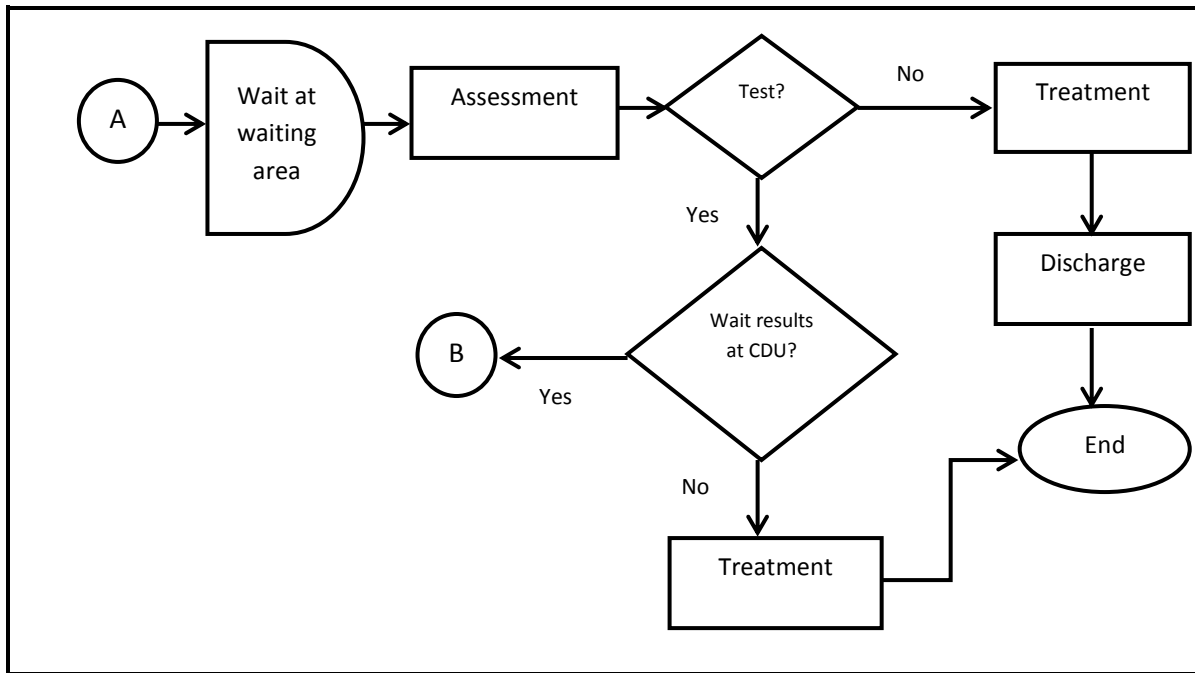 A
Wait at
waiting
area
Assessment
Test?
No
Treatment
Yes
Discharge
Wait results
at CDU?
B
Yes
End
No
Treatment